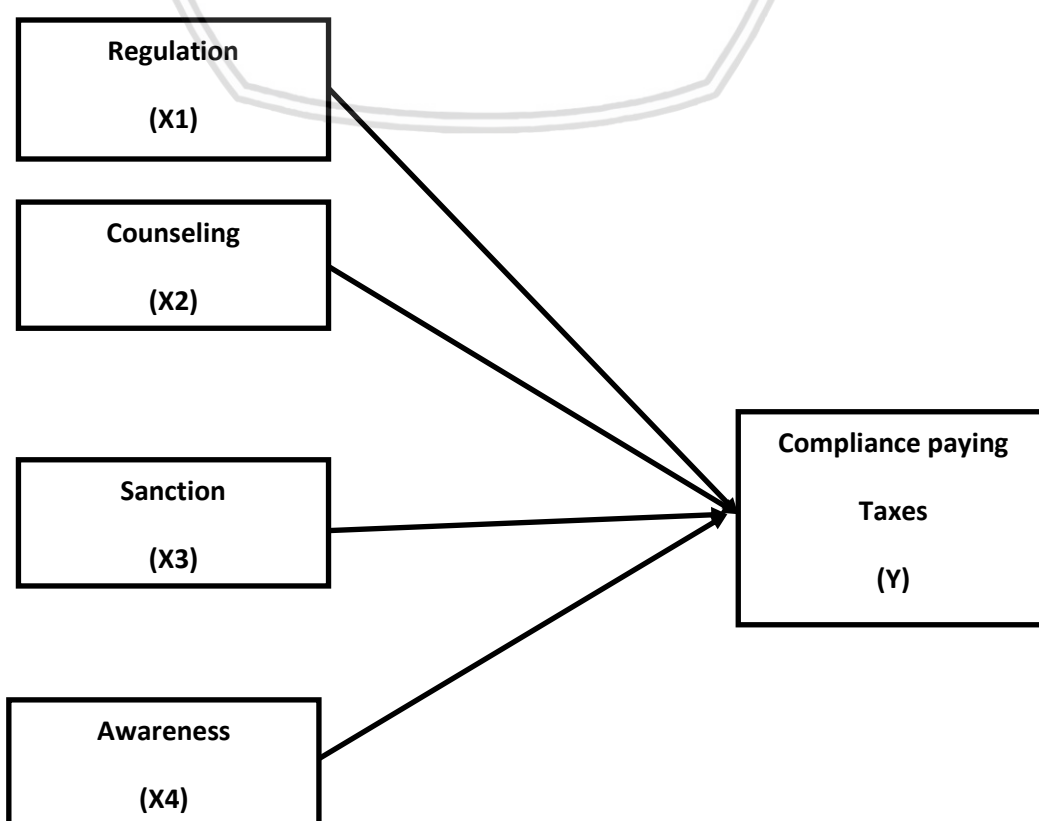 Regulation
(X1)
Counseling
(X2)
Sanction
(X3)
Awareness
(X4)
Compliance paying
Taxes
(Y)